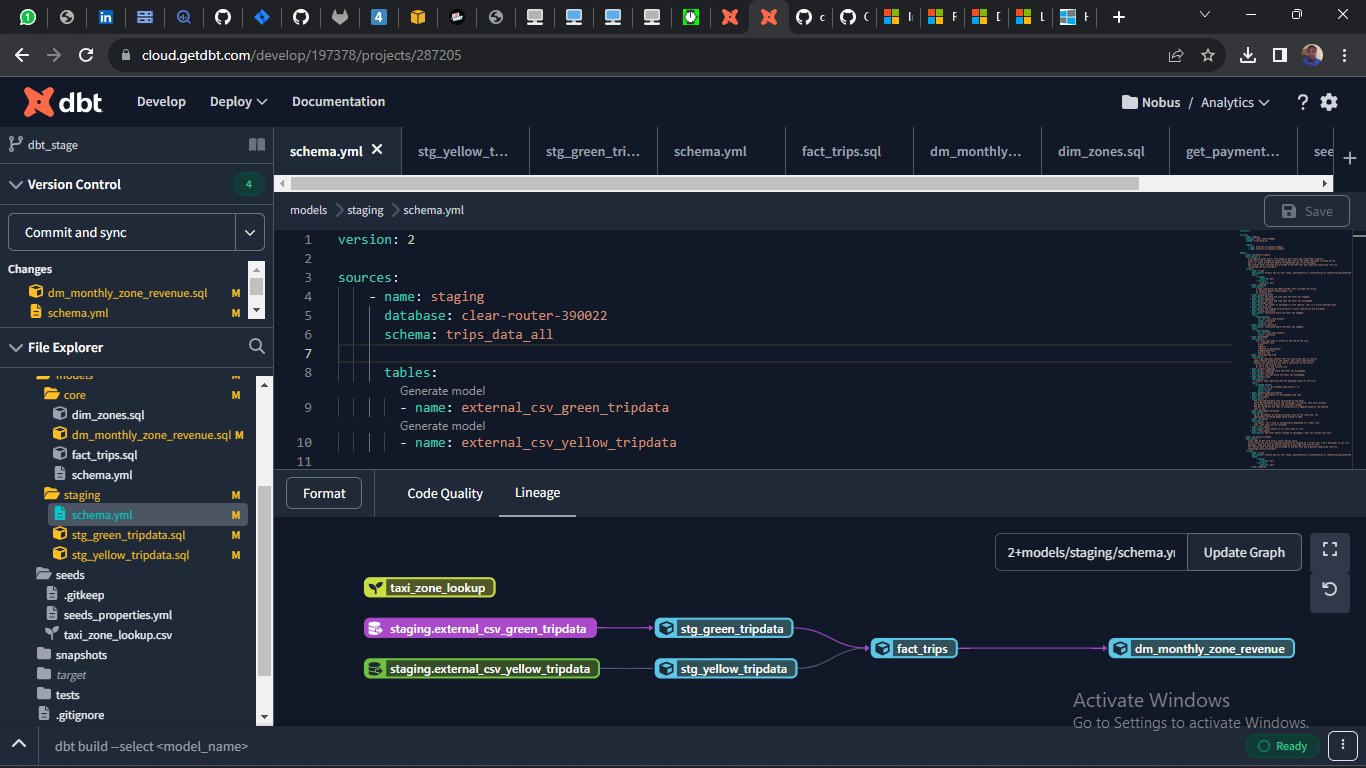 cloud.getdbt.com/develop/197378/projects/287205
dbt
Develop
Deploy
Documentation
Nobus / Analytics
?
dbt_stage
Version Control
4
Commit and sync
Changes
dm_monthly_zone_revenue.sql M
schema.yml M
File Explorer
models M
core M
dim_zones.sql
dm_monthly_zone_revenue.sql M
fact_trips.sql
schema.yml
staging M
schema.yml M
stg_green_tripdata.sql M
stg_yellow_tripdata.sql M
seeds
.gitkeep
seeds_properties.yml
taxi_zone_lookup.csv
snapshots
target
tests
.gitignore
schema.yml
stg_yellow_t...
stg_green_tri...
schema.yml
fact_trips.sql
dm_monthly...
dim_zones.sql
get_payment...
see
models > staging > schema.yml
Save
1 version: 2
2
3 sources:
4 - name: staging
5 database: clear-router-390022
6 schema: trips_data_all
7
8 tables:
Generate model
9 - name: external_csv_green_tripdata
Generate model
10 - name: external_csv_yellow_tripdata
11
Format
Code Quality
Lineage
2+models/staging/schema.y
Update Graph
taxi_zone_lookup
staging.external_csv_green_tripdata
stg_green_tripdata
fact_trips
dm_monthly_zone_revenue
staging.external_csv_yellow_tripdata
stg_yellow_tripdata
Activate Windows
Go to Settings to activate Windows.
dbt build --select <model_name>
Ready